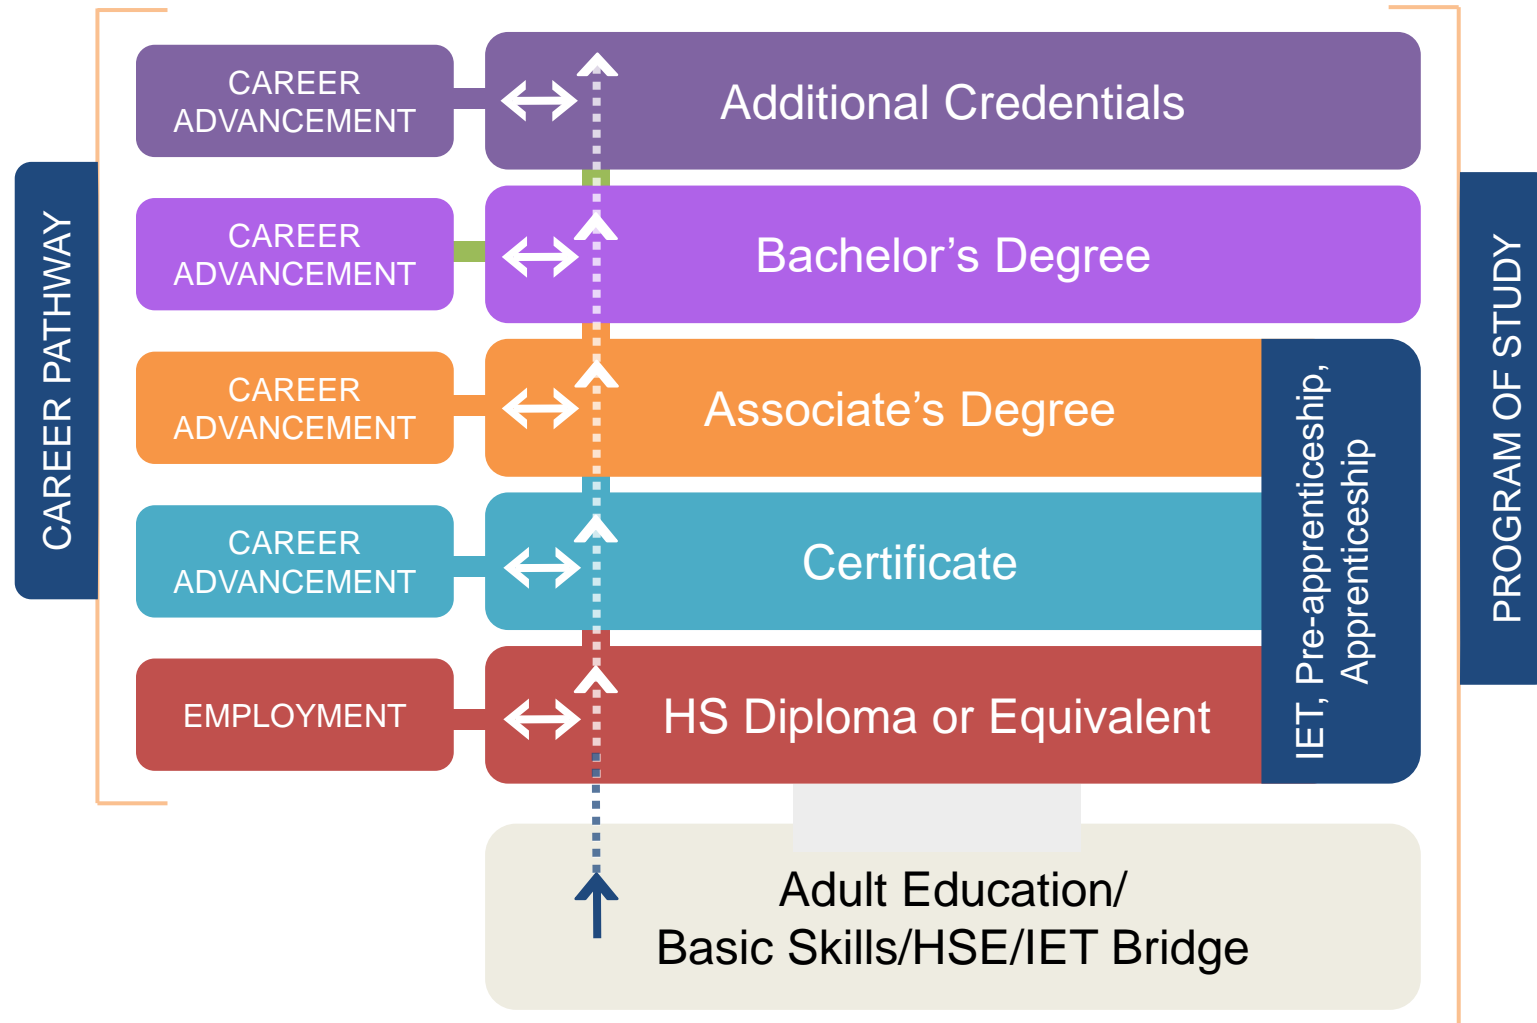 CAREER PATHWAY
CAREER
ADVANCEMENT
Additional Credentials
CAREER
ADVANCEMENT
Bachelor’s Degree
CAREER
ADVANCEMENT
Associate’s Degree
CAREER
ADVANCEMENT
Certificate
EMPLOYMENT
HS Diploma or Equivalent
IET, Pre-apprenticeship,
Apprenticeship
Adult Education/
Basic Skills/HSE/IET Bridge
PROGRAM OF STUDY